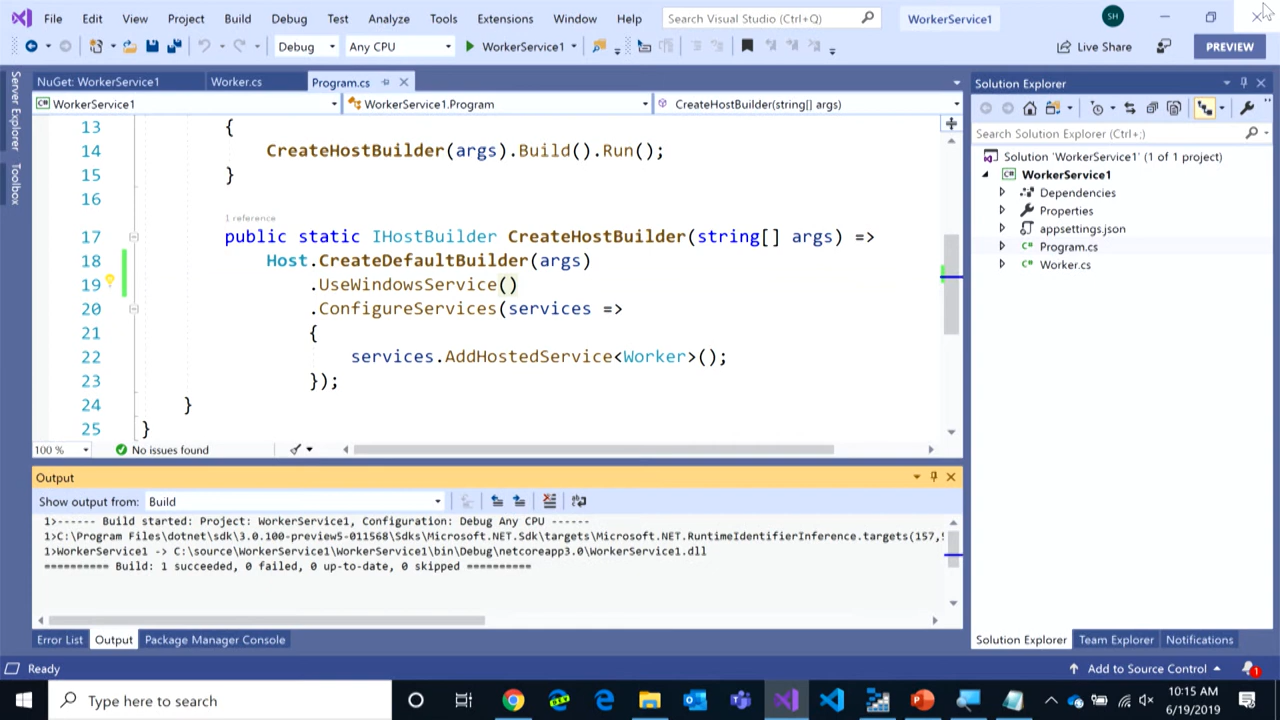 File Edit View Project Build Debug Test Analyze Tools Extensions Window Help Search Visual Studio (Ctrl+Q) WorkerService1 SH
Debug Any CPU WorkerService1 Live Share PREVIEW
Server Explorer
Toolbox
NuGet: WorkerService1 Worker.cs Program.cs
WorkerService1 WorkerService1.Program CreateHostBuilder(string[] args)
13 {
14 CreateHostBuilder(args).Build().Run();
15 }
16
1 reference
17 public static IHostBuilder CreateHostBuilder(string[] args) =>
18 Host.CreateDefaultBuilder(args)
19 .UseWindowsService()
20 .ConfigureServices(services =>
21 {
22 services.AddHostedService<Worker>();
23 });
24 }
25 }
100 % No issues found
Output
Show output from: Build
1>------ Build started: Project: WorkerService1, Configuration: Debug Any CPU ------
1>C:\Program Files\dotnet\sdk\3.0.100-preview5-011568\Sdks\Microsoft.NET.Sdk\targets\Microsoft.NET.RuntimeIdentifierInference.targets(157,5
1>WorkerService1 -> C:\source\WorkerService1\WorkerService1\bin\Debug\netcoreapp3.0\WorkerService1.dll
========== Build: 1 succeeded, 0 failed, 0 up-to-date, 0 skipped ==========
Error List Output Package Manager Console
Solution Explorer
Search Solution Explorer (Ctrl+;)
Solution 'WorkerService1' (1 of 1 project)
WorkerService1
Dependencies
Properties
appsettings.json
Program.cs
Worker.cs
Solution Explorer Team Explorer Notifications
Ready Add to Source Control 1
Type here to search
10:15 AM
6/19/2019